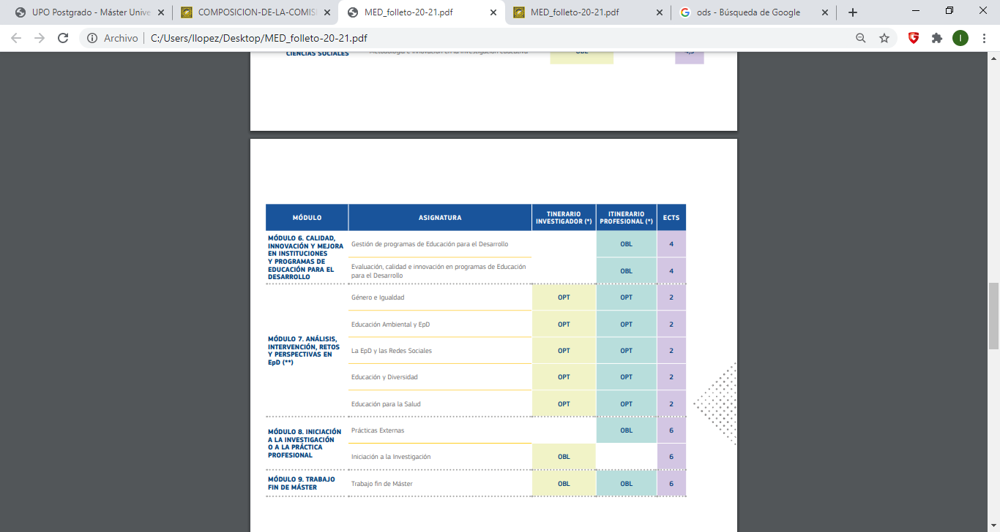 UPO Postgrado - Máster Unive
COMPOSICION-DE-LA-COMIS
MED_folleto-20-21.pdf
MED_folleto-20-21.pdf
ods - Búsqueda de Google
Archivo
C:/Users/llopez/Desktop/MED_folleto-20-21.pdf
I
CIENCIAS SOCIALES
Metodología e innovación en la investigación educativa
OBL
4,5
MÓDULO
ASIGNATURA
TINERARIO
INVESTIGADOR (*)
ITINERARIO
PROFESIONAL (*)
ECTS
MÓDULO 6. CALIDAD,
INNOVACIÓN Y MEJORA
EN INSTITUCIONES
Y PROGRAMAS DE
EDUCACIÓN PARA EL
DESARROLLO
Gestión de programas de Educación para el Desarrollo
OBL
4
Evaluación, calidad e innovación en programas de Educación
para el Desarrollo
OBL
4
MÓDULO 7. ANÁLISIS,
INTERVENCIÓN, RETOS
Y PERSPECTIVAS EN
EpD (**)
Género e Igualdad
OPT
OPT
2
Educación Ambiental y EpD
OPT
OPT
2
La EpD y las Redes Sociales
OPT
OPT
2
Educación y Diversidad
OPT
OPT
2
Educación para la Salud
OPT
OPT
2
MÓDULO 8. INICIACIÓN
A LA INVESTIGACIÓN
O A LA PRÁCTICA
PROFESIONAL
Prácticas Externas
OBL
6
Iniciación a la Investigación
OBL
6
MÓDULO 9. TRABAJO
FIN DE MÁSTER
Trabajo fin de Máster
OBL
OBL
6